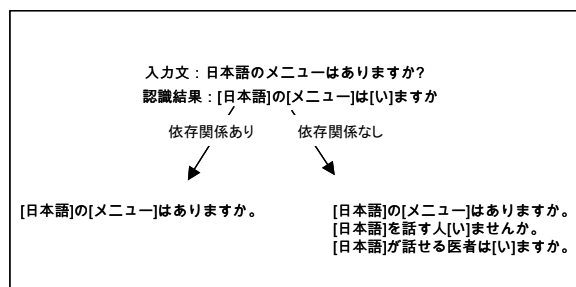 入力文：日本語のメニューはありますか?
認識結果：[日本語]の[メニュー]は[い]ますか
依存関係あり 依存関係なし
[日本語]の[メニュー]はありますか。
[日本語]の[メニュー]はありますか。
[日本語]を話す人[い]ませんか。
[日本語]が話せる医者は[い]ますか。